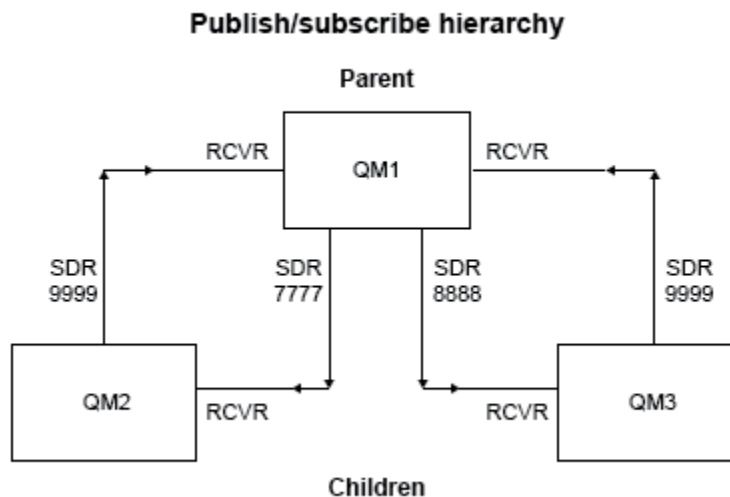 Publish/subscribe hierarchy
Parent
RCVR
QM1
RCVR
SDR
9999
SDR
7777
SDR
8888
SDR
9999
QM2
RCVR
RCVR
QM3
Children